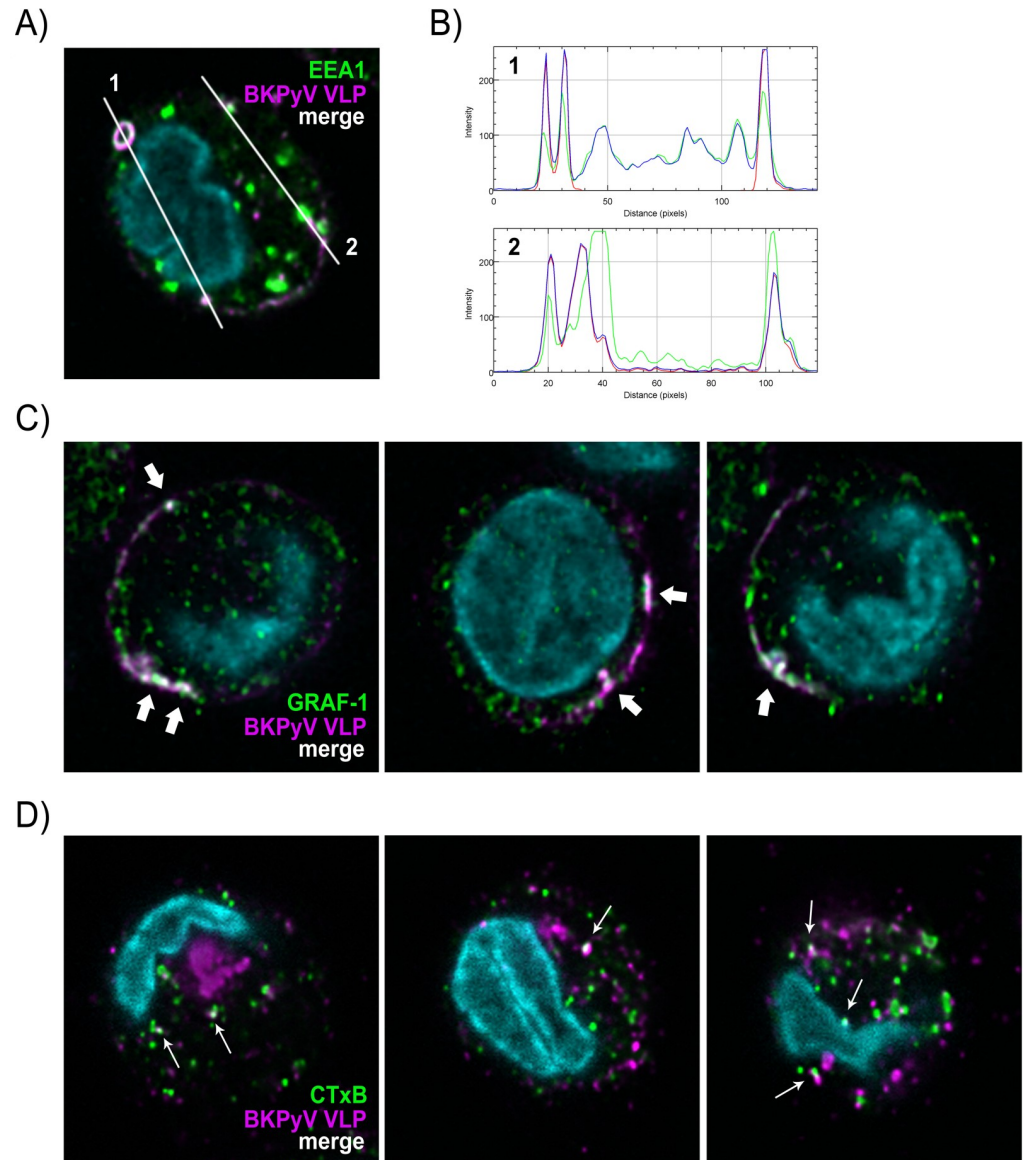 A)
EEA1
BKPyV VLP
merge
1
2
B)
1
200
100
0
Intensity
50
100
Distance (pixels)
2
200
100
0
Intensity
0
20
40
60
80
100
Distance (pixels)
C)
GRAF-1
BKPyV VLP
merge
D)
CTxB
BKPyV VLP
merge